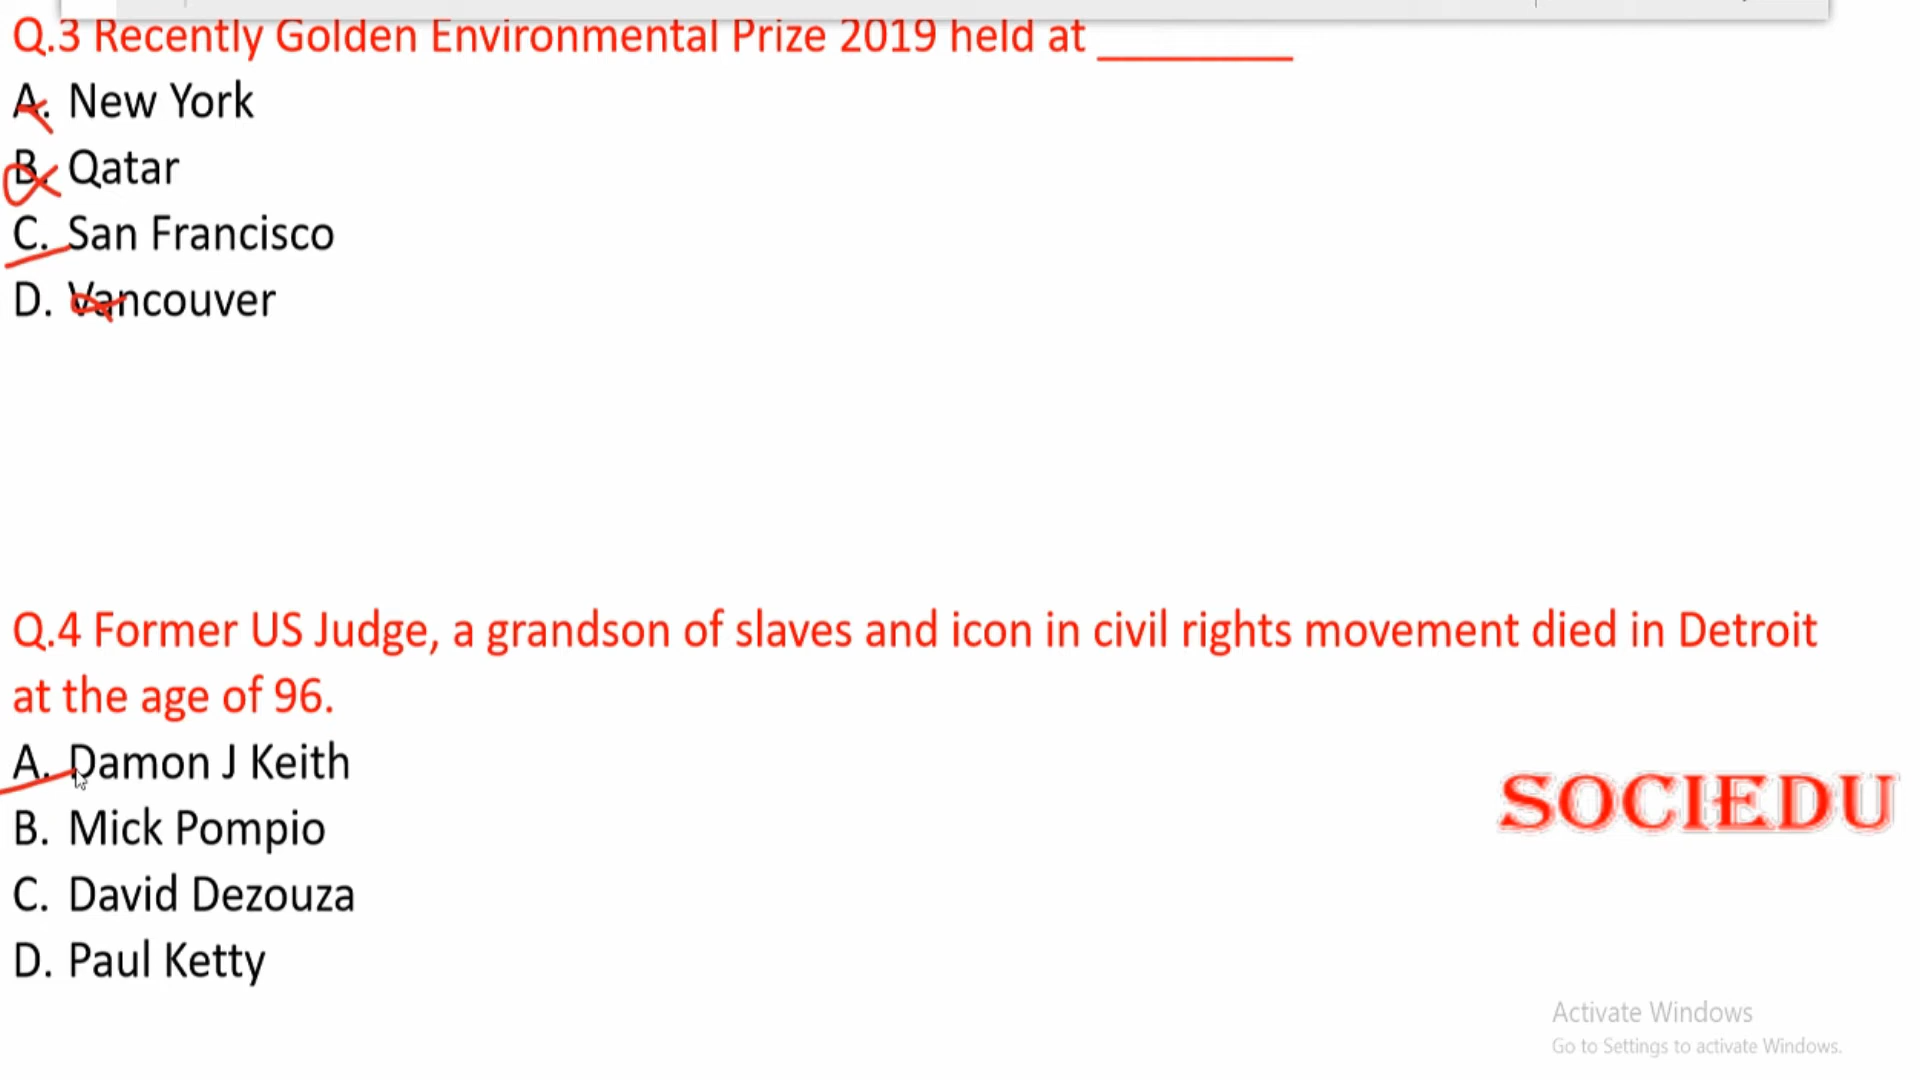 Q.3 Recently Golden Environmental Prize 2019 held at ________
A. New York
B. Qatar
C. San Francisco
D. Vancouver
Q.4 Former US Judge, a grandson of slaves and icon in civil rights movement died in Detroit
at the age of 96.
A. Damon J Keith
B. Mick Pompio
C. David Dezouza
D. Paul Ketty
SOCIEDU
Activate Windows
Go to Settings to activate Windows.